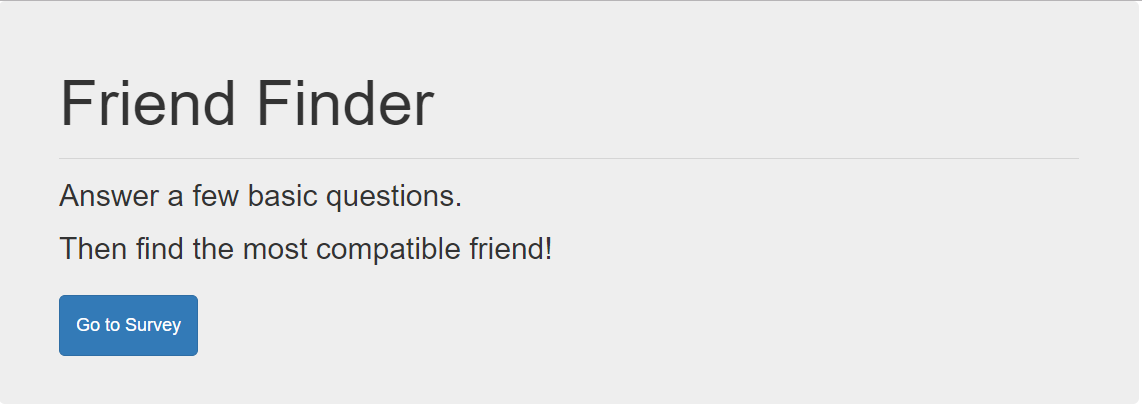 Friend Finder
Answer a few basic questions.
Then find the most compatible friend!
Go to Survey